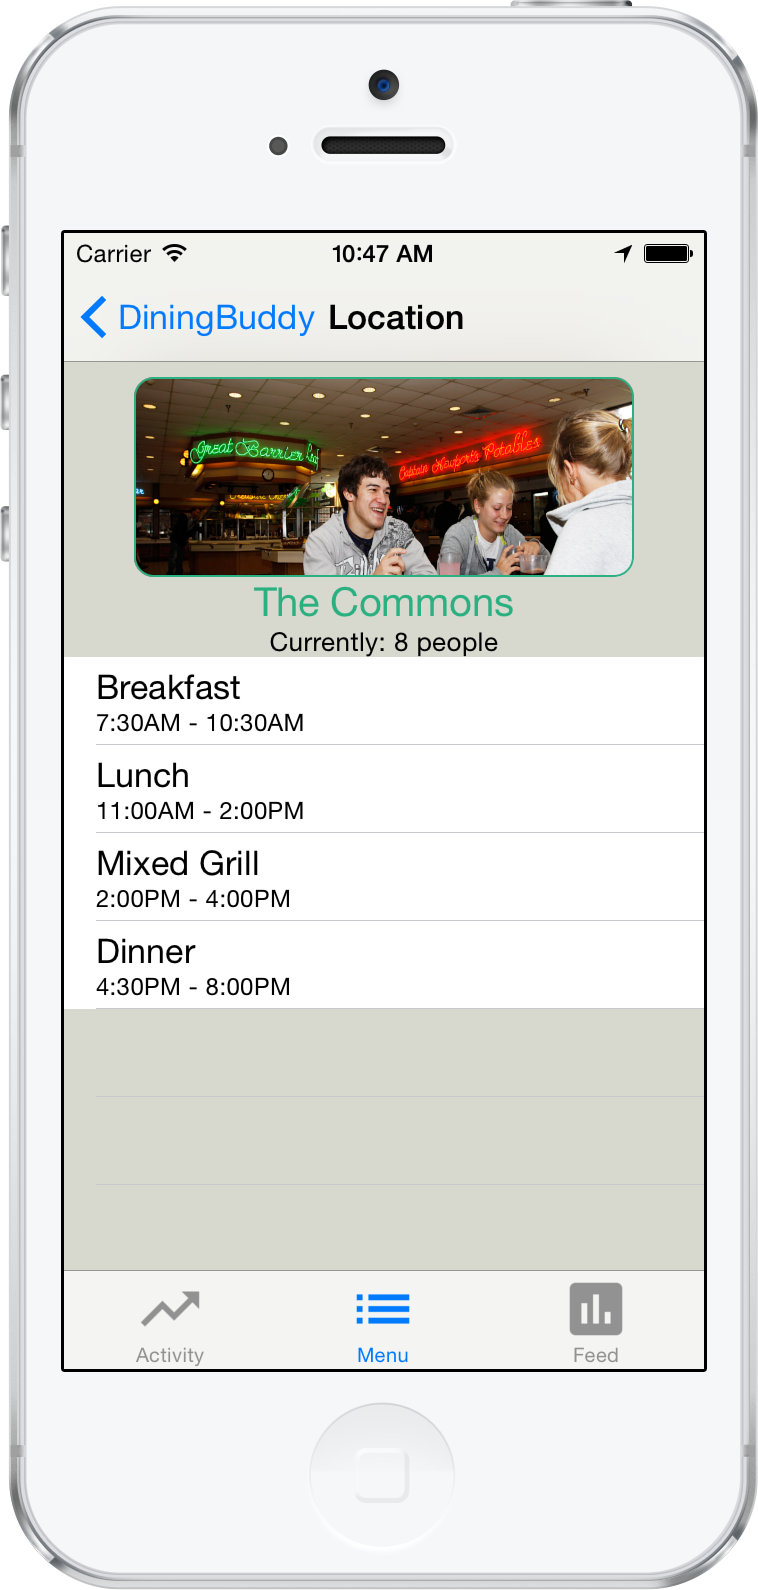 Carrier 10:47 AM
DiningBuddy Location
Great Barrier Reef
Captain Newport's Potables
The Commons
Currently: 8 people
Breakfast
7:30AM - 10:30AM
Lunch
11:00AM - 2:00PM
Mixed Grill
2:00PM - 4:00PM
Dinner
4:30PM - 8:00PM
Activity Menu Feed